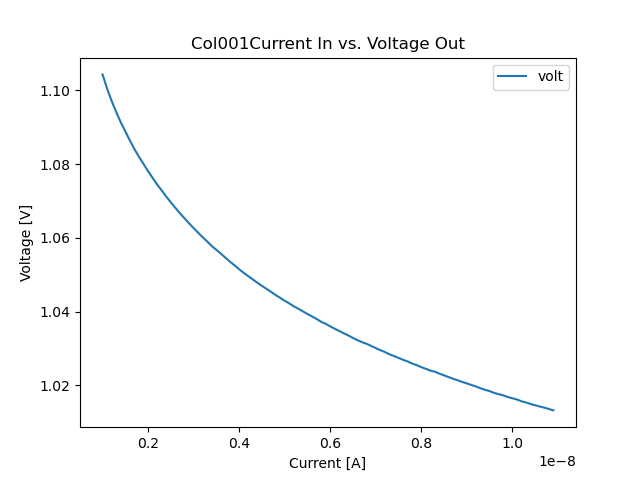 Col001Current In vs. Voltage Out
volt
1.10
1.08
1.06
1.04
1.02
Voltage [V]
0.2
0.4
0.6
0.8
1.0
1e−8
Current [A]